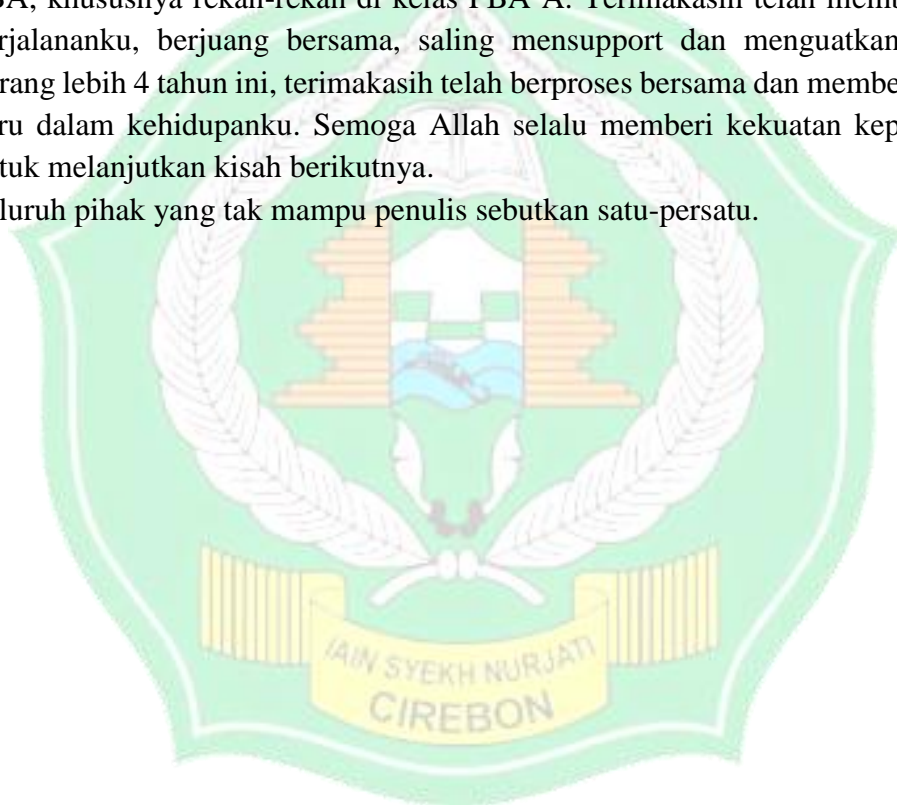 khususnya rekan-rekan di kelas PBA A. Terimakasih telah
berjuang bersama, saling mensupport dan menguatkan
lebih 4 tahun ini, terimakasih telah berproses bersama dan
dalam kehidupanku. Semoga Allah selalu memberi kekuatan
melanjutkan kisah berikutnya.
pihak yang tak mampu penulis sebutkan satu-persatu.
IAIN SYEKH NURJATI
CIREBON